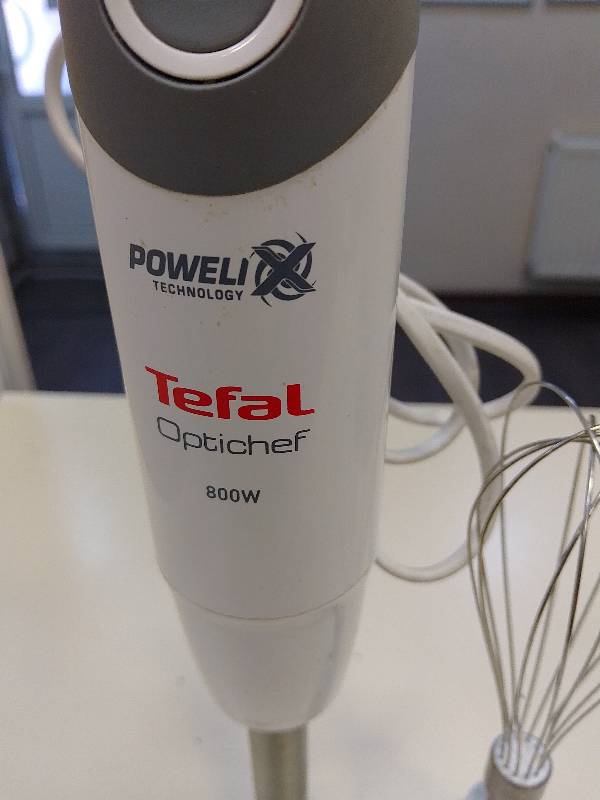 POWELIX
TECHNOLOGY
Tefal
Optichef
800W